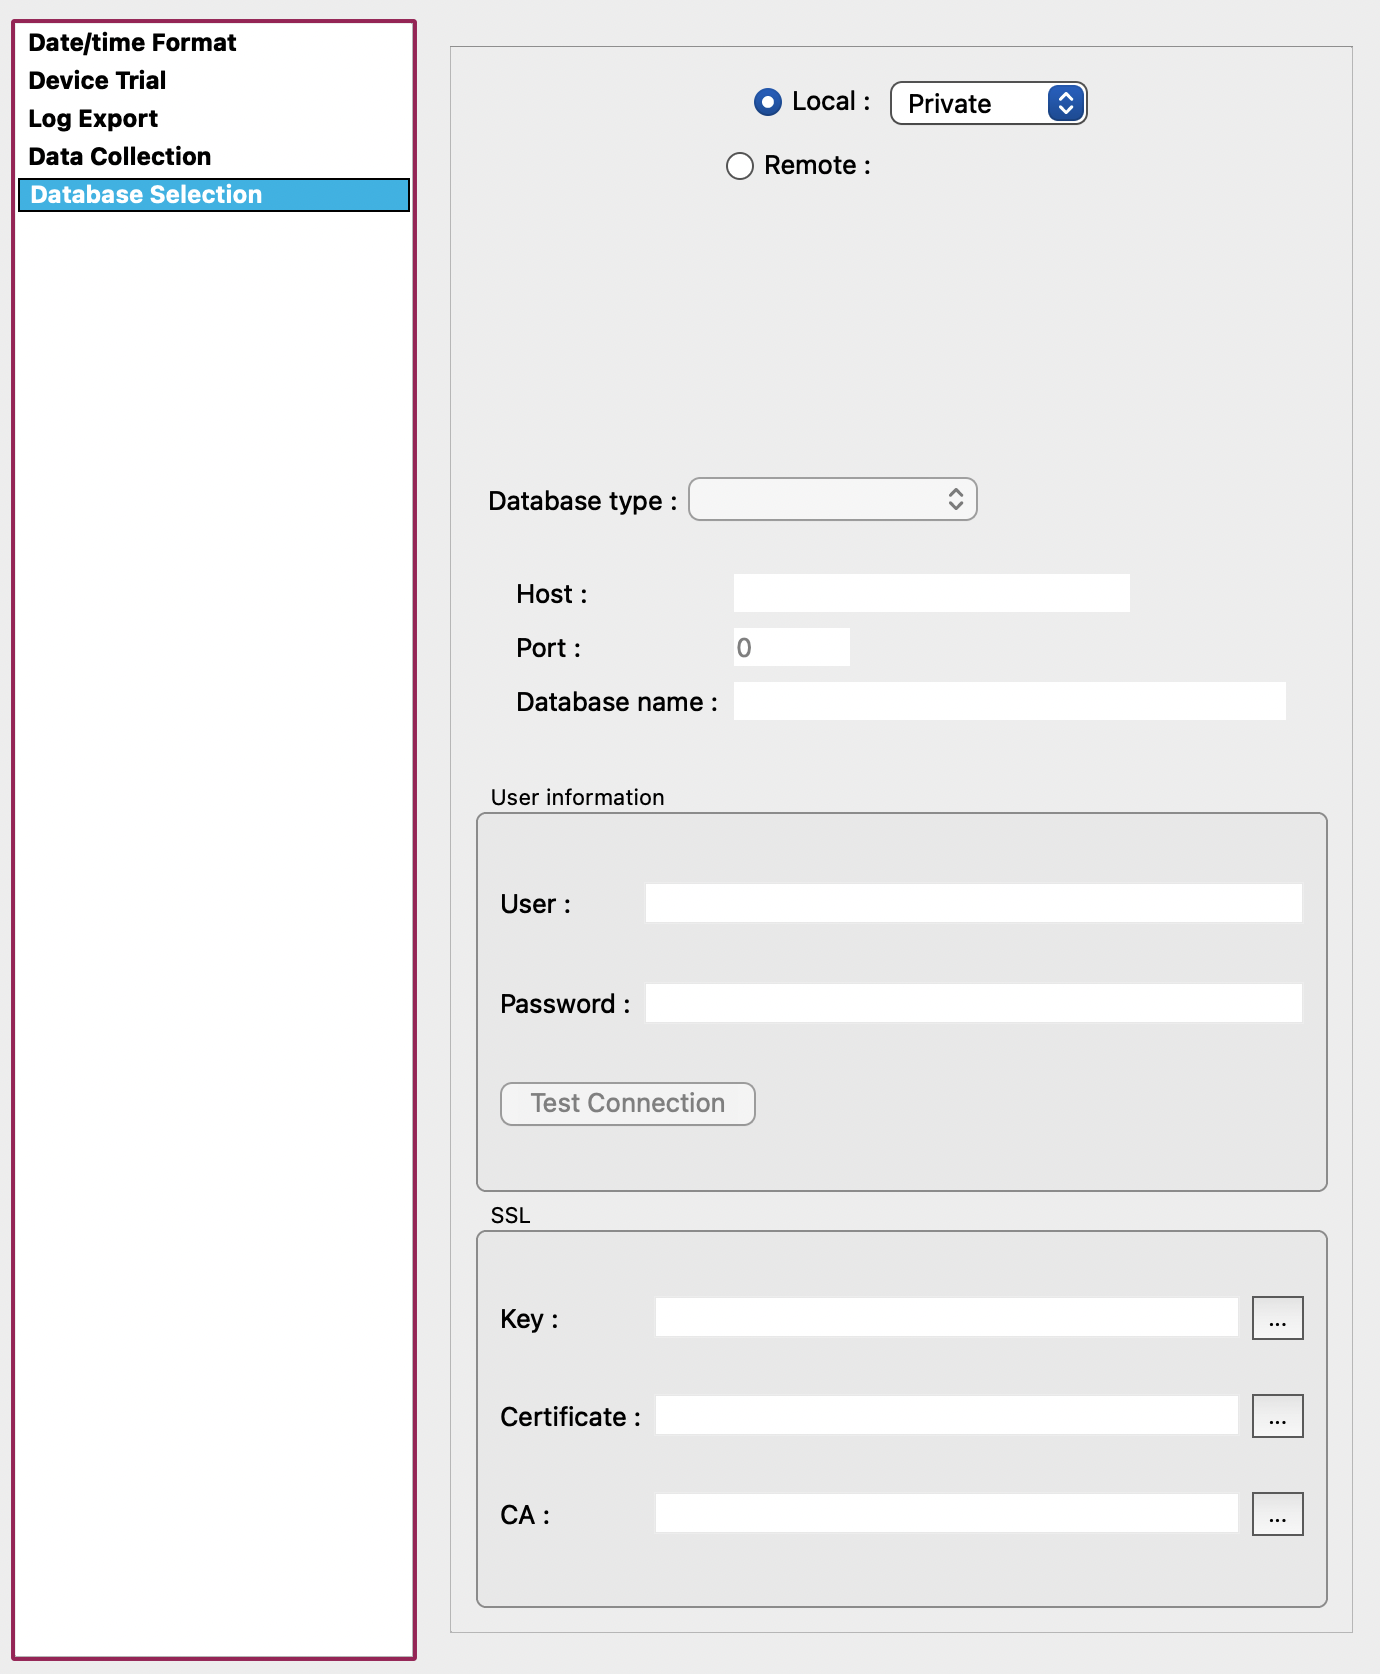 Date/time Format
Device Trial
Log Export
Data Collection
Database Selection
Local : Private
Remote :
Database type :
Host :
Port : 0
Database name :
User information
User :
Password :
Test Connection
SSL
Key : ...
Certificate : ...
CA : ...